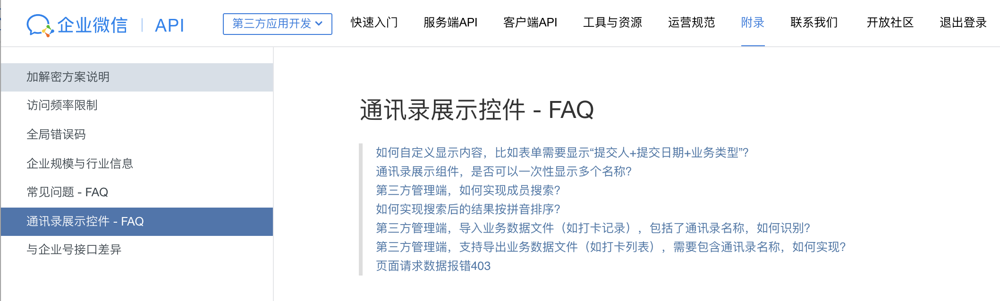 企业微信 | API
第三方应用开发
快速入门
服务端API
客户端API
工具与资源
运营规范
附录
联系我们
开放社区
退出登录
加解密方案说明
访问频率限制
全局错误码
企业规模与行业信息
常见问题 - FAQ
通讯录展示控件 - FAQ
与企业号接口差异
通讯录展示控件 - FAQ
如何自定义显示内容，比如表单需要显示“提交人+提交日期+业务类型”?
通讯录展示组件，是否可以一次性显示多个名称?
第三方管理端，如何实现成员搜索?
如何实现搜索后的结果按拼音排序?
第三方管理端，导入业务数据文件（如打卡记录），包括了通讯录名称，如何识别?
第三方管理端，支持导出业务数据文件（如打卡列表），需要包含通讯录名称，如何实现?
页面请求数据报错403